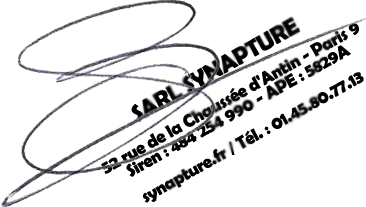 SARL SYNAPTURE
52 rue de la Chaussée d'Antin - Paris 9
Siren : 484 254 990 - APE : 5829A
synapture.fr / Tél. : 01.45.80.77.13